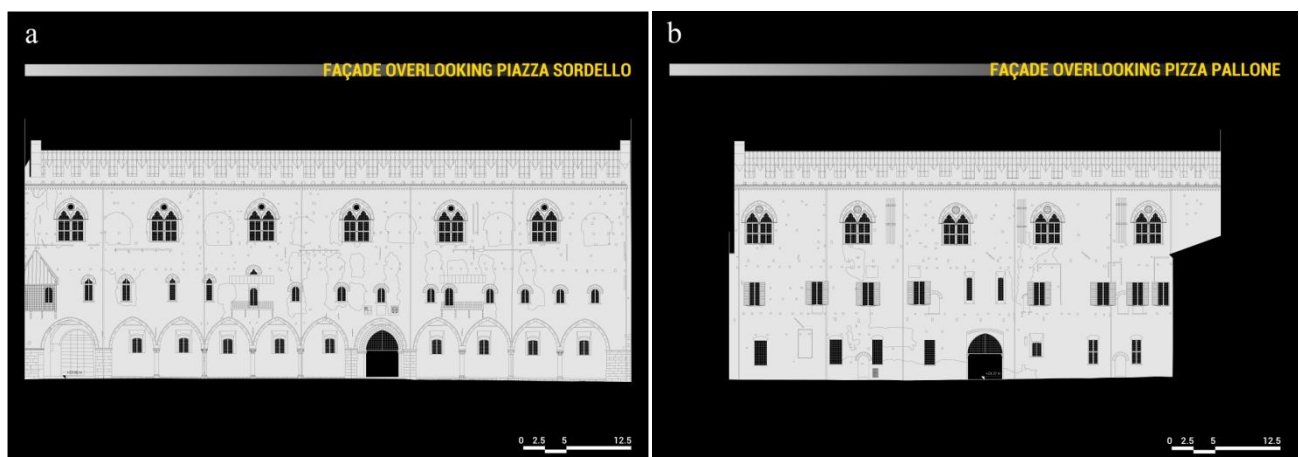 a
FAÇADE OVERLOOKING PIAZZA SORDELLO
0 2.5 5 12.5
b
FAÇADE OVERLOOKING PIZZA PALLONE
0 2.5 5 12.5